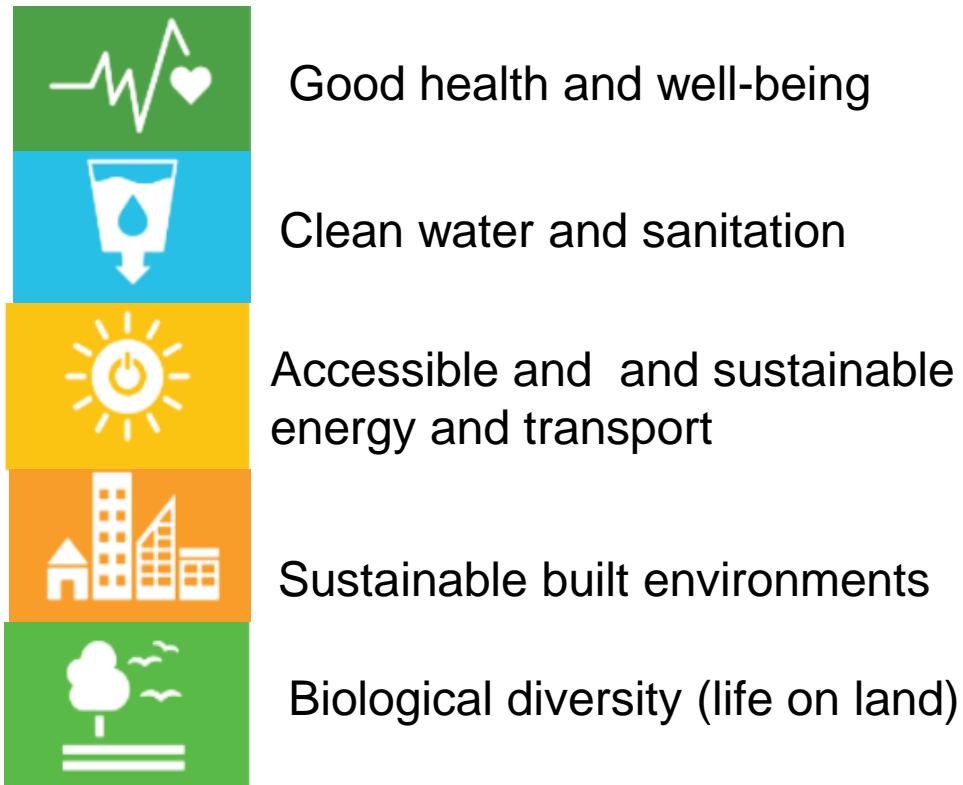 Good health and well-being
Clean water and sanitation
Accessible and  and sustainable
energy and transport
Sustainable built environments
Biological diversity (life on land)